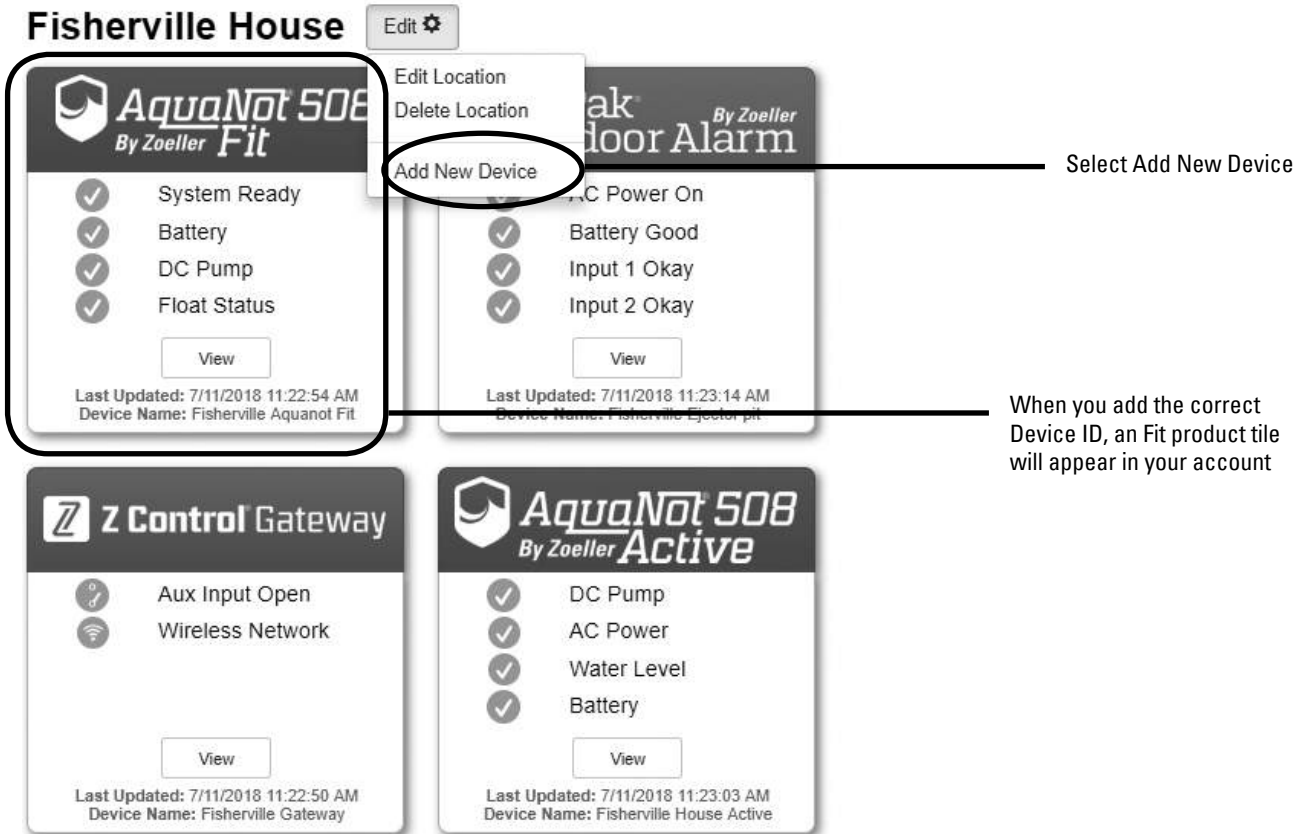 Fisherville House
Edit
Edit Location
Delete Location
Add New Device
AquaNot 508
By Zoeller Fit
System Ready
Battery
DC Pump
Float Status
View
Last Updated: 7/11/2018 11:22:54 AM
Device Name: Fisherville Aquanot Fit
ak By Zoeller
door Alarm
AC Power On
Battery Good
Input 1 Okay
Input 2 Okay
View
Last Updated: 7/11/2018 11:23:14 AM
Device Name: Fisherville Ejector pit
Select Add New Device
When you add the correct
Device ID, an Fit product tile
will appear in your account
Z Z Control Gateway
Aux Input Open
Wireless Network
View
Last Updated: 7/11/2018 11:22:50 AM
Device Name: Fisherville Gateway
AquaNot® 508
By Zoeller Active
DC Pump
AC Power
Water Level
Battery
View
Last Updated: 7/11/2018 11:23:03 AM
Device Name: Fisherville House Active